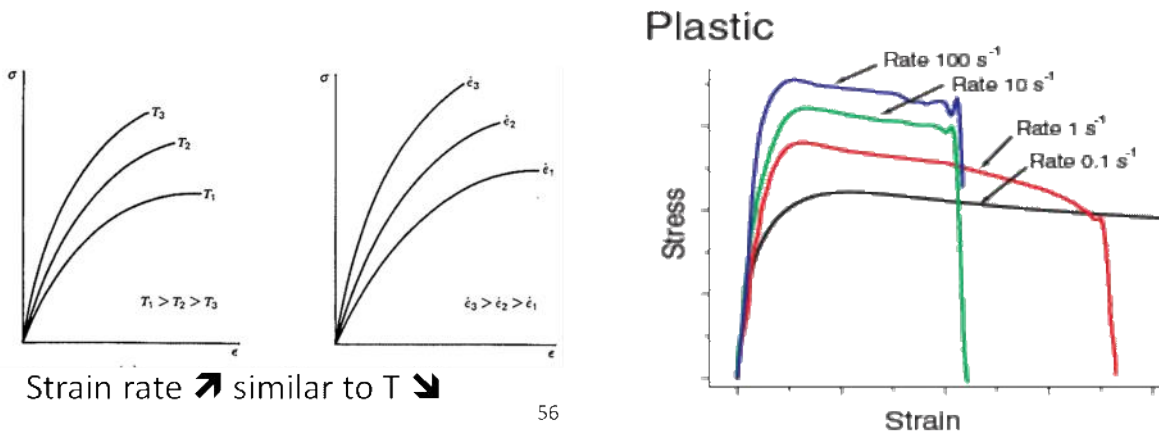 σ
T₃
T₂
T₁
T₁ > T₂ > T₃
ϵ
σ
ϵ̇₃
ϵ̇₂
ϵ̇₁
ϵ̇₃ > ϵ̇₂ > ϵ̇₁
ϵ
Strain rate ↗ similar to T ↘
56
Plastic
Rate 100 s⁻¹
Rate 10 s⁻¹
Rate 1 s⁻¹
Rate 0.1 s⁻¹
Stress
Strain